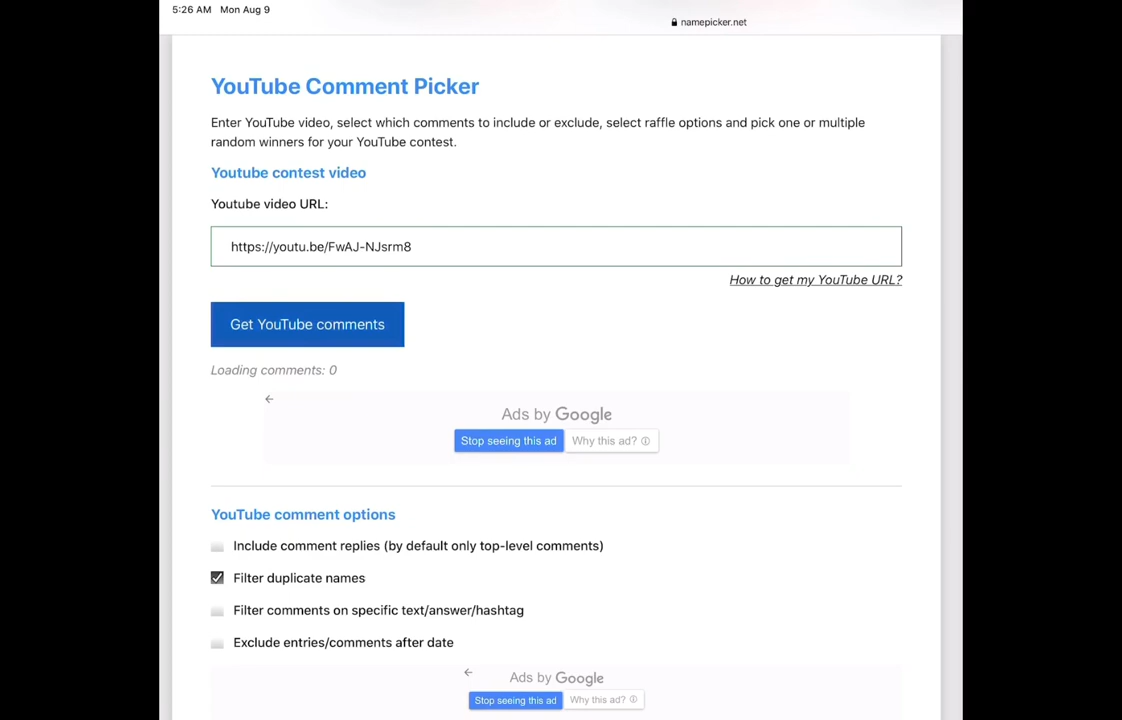 5:26 AM Mon Aug 9
namepicker.net
YouTube Comment Picker
Enter YouTube video, select which comments to include or exclude, select raffle options and pick one or multiple
random winners for your YouTube contest.
Youtube contest video
Youtube video URL:
https://youtu.be/FwAJ-NJsrm8
How to get my YouTube URL?
Get YouTube comments
Loading comments: 0
Ads by Google
Stop seeing this ad Why this ad?
YouTube comment options
Include comment replies (by default only top-level comments)
Filter duplicate names
Filter comments on specific text/answer/hashtag
Exclude entries/comments after date
Ads by Google
Stop seeing this ad Why this ad?